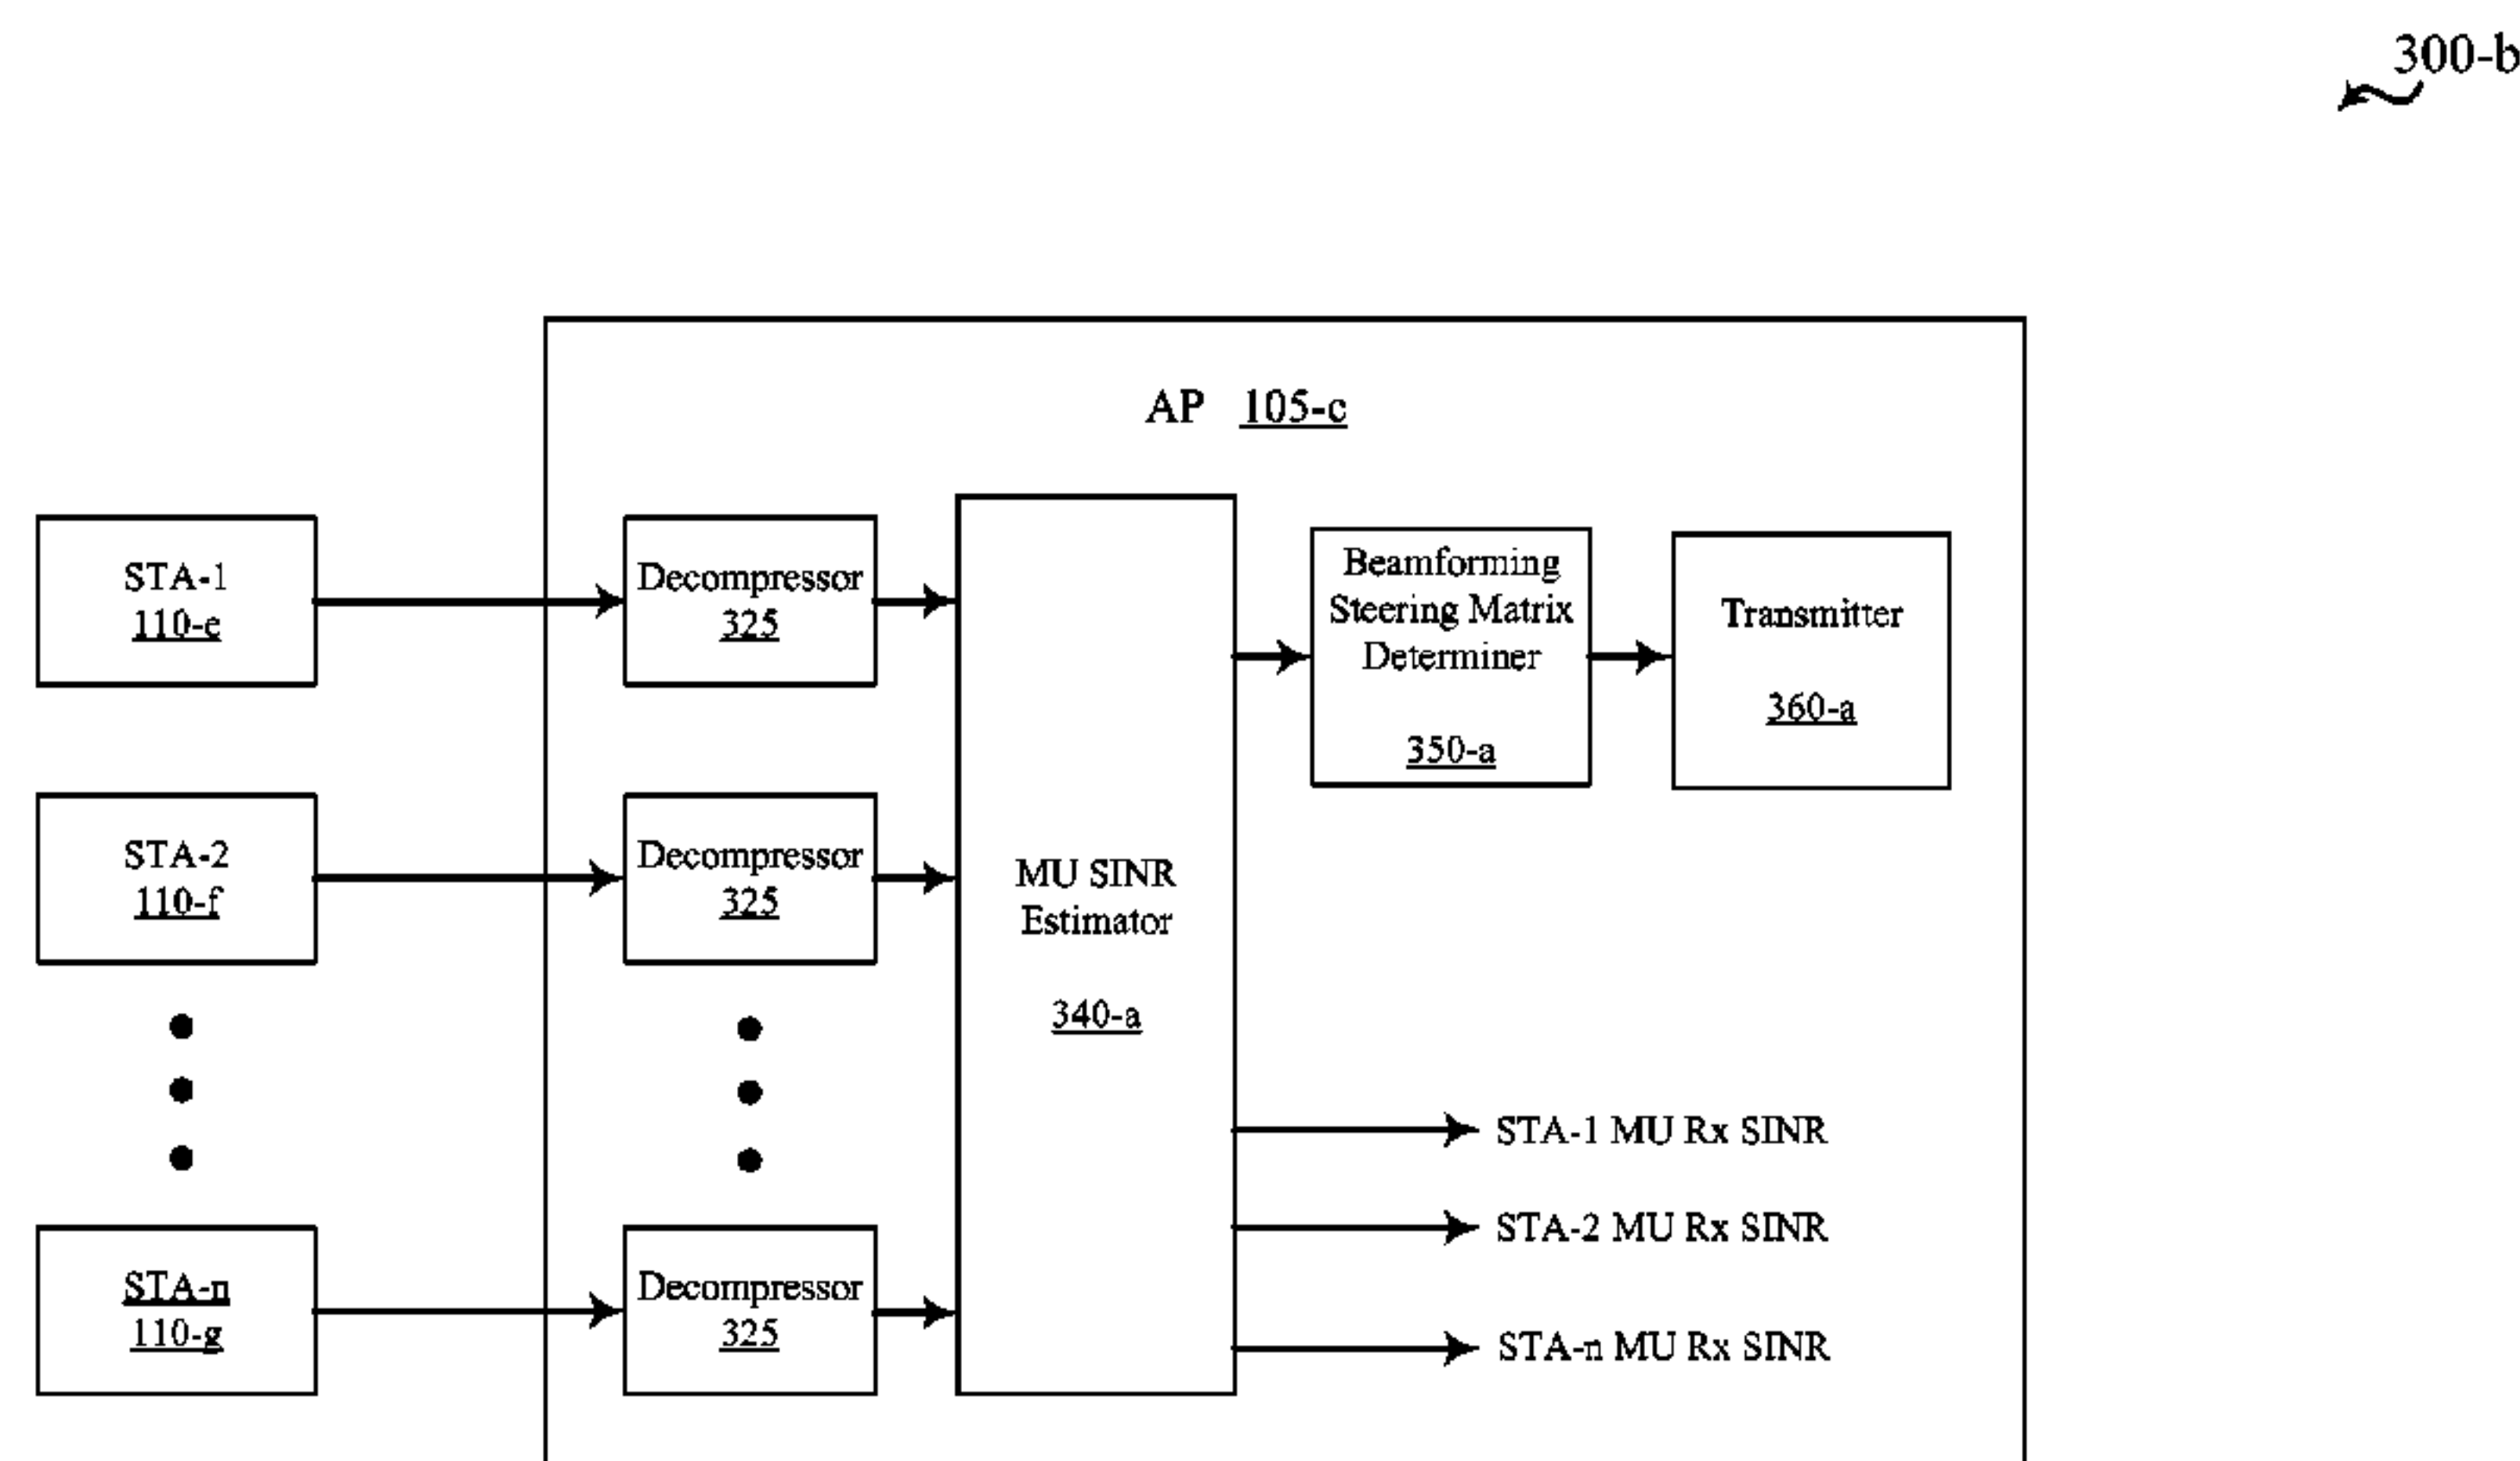 300-b
AP 105-c
STA-1
110-e
Decompressor
325
Beamforming
Steering Matrix
Determiner
350-a
Transmitter
360-a
STA-2
110-f
Decompressor
325
MU SINR
Estimator
340-a
STA-1 MU Rx SINR
STA-2 MU Rx SINR
STA-n
110-g
Decompressor
325
STA-n MU Rx SINR